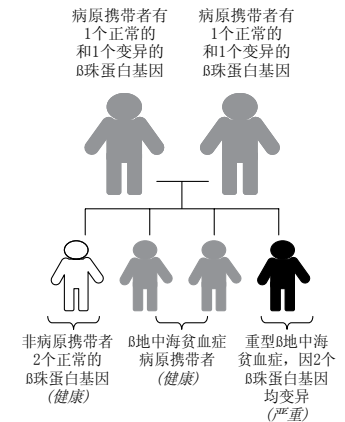 病原携带者有
1个正常的
和1个变异的
ß珠蛋白基因
病原携带者有
1个正常的
和1个变异的
ß珠蛋白基因
非病原携带者
2个正常的
ß珠蛋白基因
(健康)
ß地中海贫血症
病原携带者
(健康)
重型ß地中海
贫血症，因2个
ß珠蛋白基因
均变异
(严重)